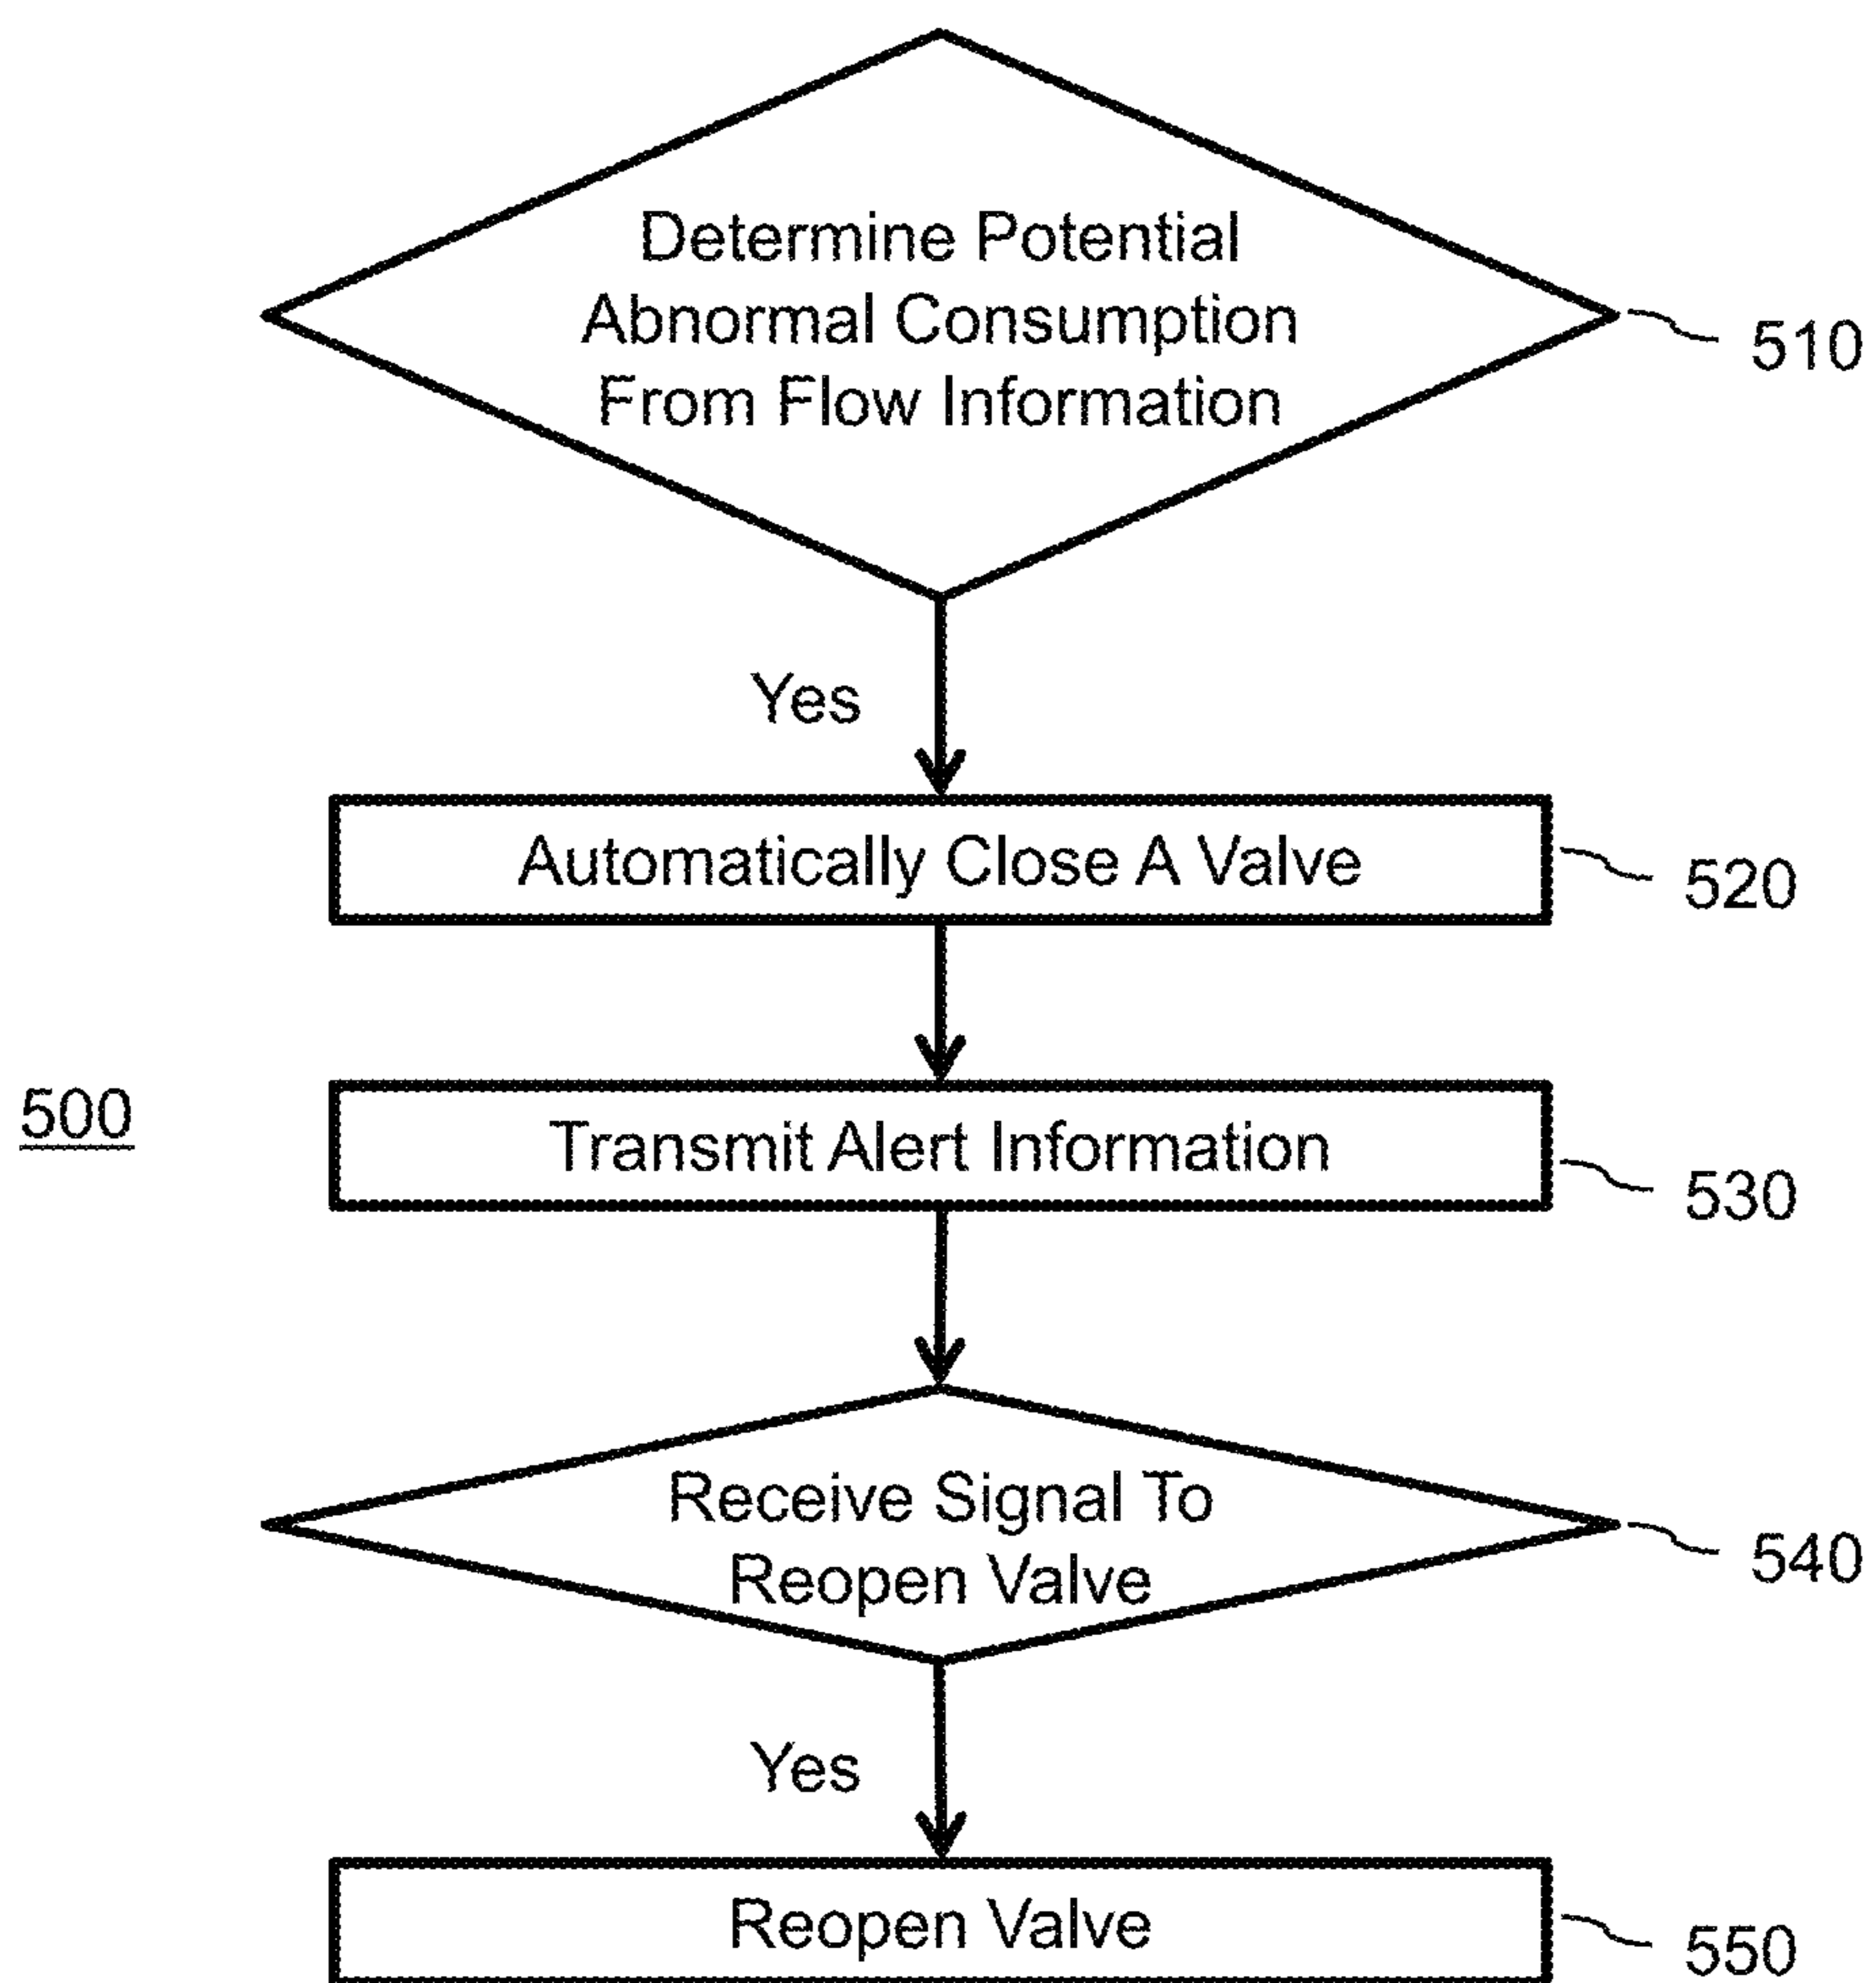 Determine Potential
Abnormal Consumption
From Flow Information
510
Yes
Automatically Close A Valve
520
500
Transmit Alert Information
530
Receive Signal To
Reopen Valve
540
Yes
Reopen Valve
550